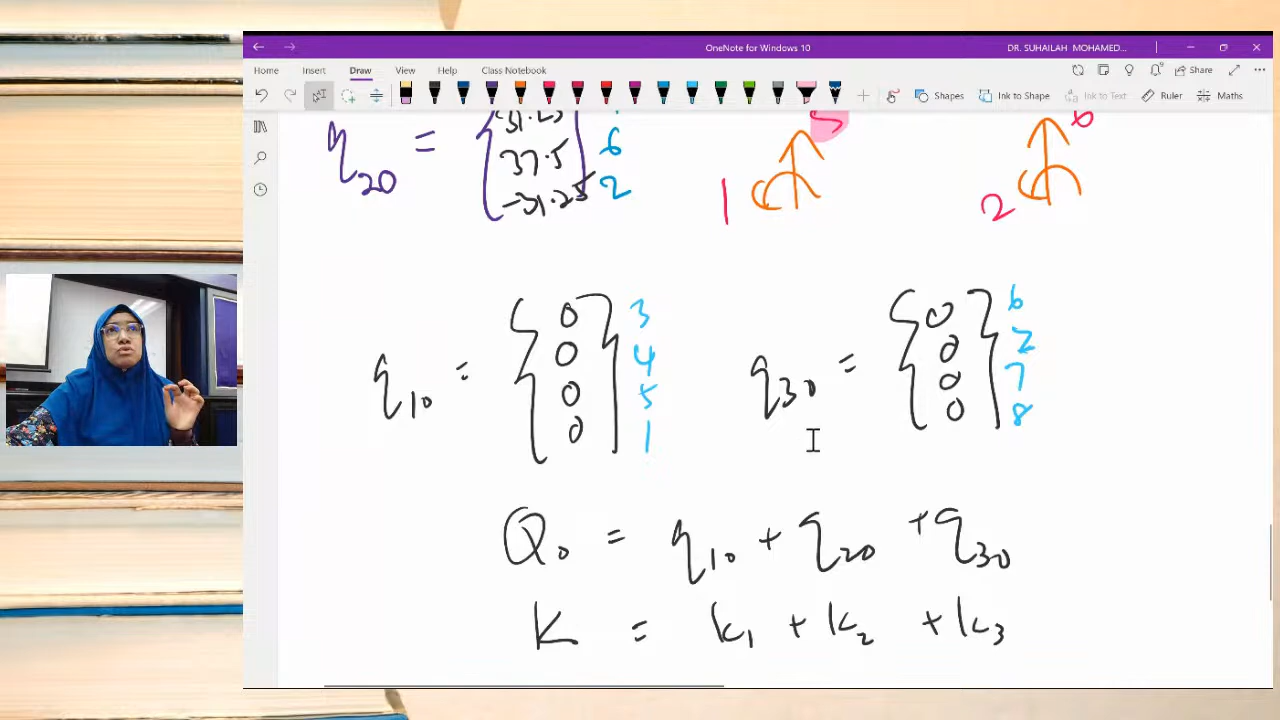 OneNote for Windows 10
DR. SUHAILAH MOHAMED...
Home Insert Draw View Help Class Notebook
Share
Shapes Ink to Shape Ink to Text Ruler Maths
q20 = 37.5 6
-31.25 2
5
1
6
2
q10 = { 0 0 0 0 } 3 4 5 1
q30 = { 0 0 0 0 } 6 2 7 8
Q0 = q10 + q20 + q30
K = k1 + k2 + k3